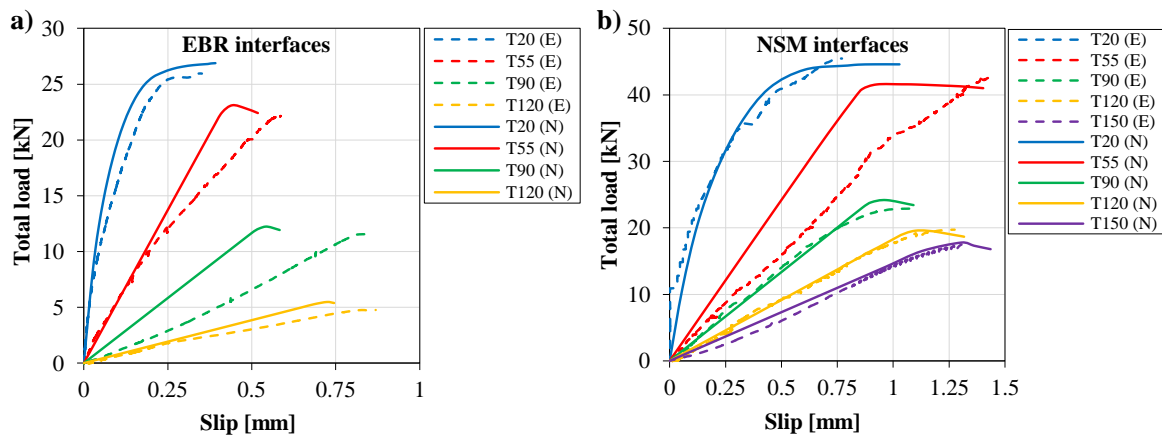 a)
EBR interfaces
Total load [kN]
30
25
20
15
10
5
0
0
0.25
0.5
0.75
1
Slip [mm]
T20 (E)
T55 (E)
T90 (E)
T120 (E)
T20 (N)
T55 (N)
T90 (N)
T120 (N)
b)
NSM interfaces
Total load [kN]
50
40
30
20
10
0
0
0.25
0.5
0.75
1
1.25
1.5
Slip [mm]
T20 (E)
T55 (E)
T90 (E)
T120 (E)
T150 (E)
T20 (N)
T55 (N)
T90 (N)
T120 (N)
T150 (N)